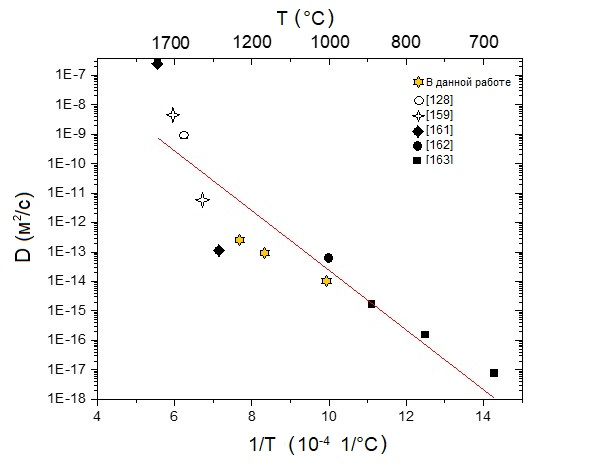 T (°C)
1700 1200 1000 800 670
1E-7
1E-8
1E-9
1E-10
1E-11
1E-12
1E-13
1E-14
1E-15
1E-16
1E-17
1E-18
D (м²/с)
В данной работе
[128]
[159]
[161]
[162]
[163]
4 6 8 10 12 14
1/T (10⁻⁴ 1/°C)